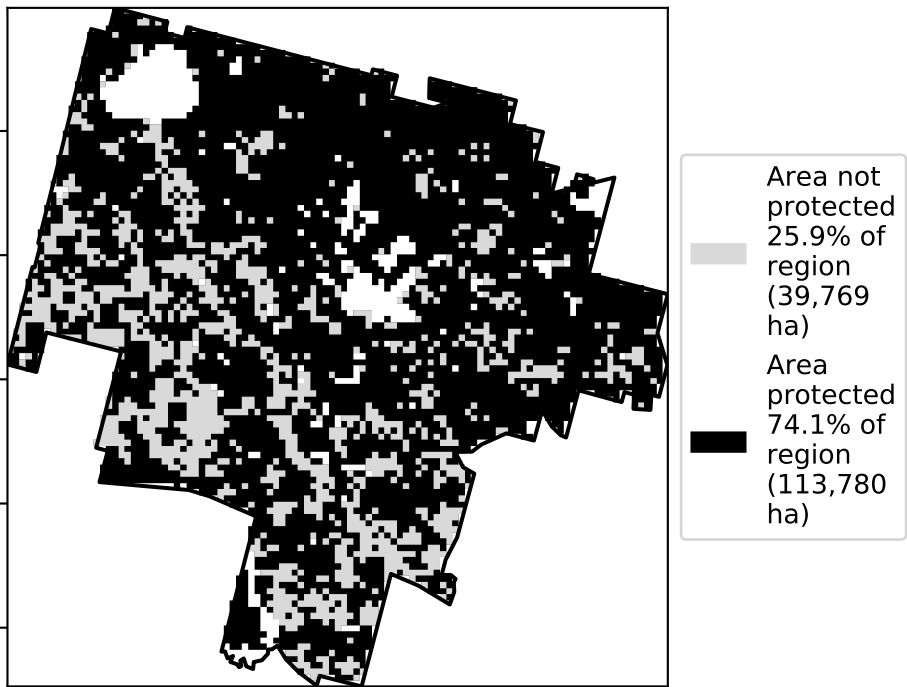 Area not
protected
25.9% of
region
(39,769
ha)
Area
protected
74.1% of
region
(113,780
ha)